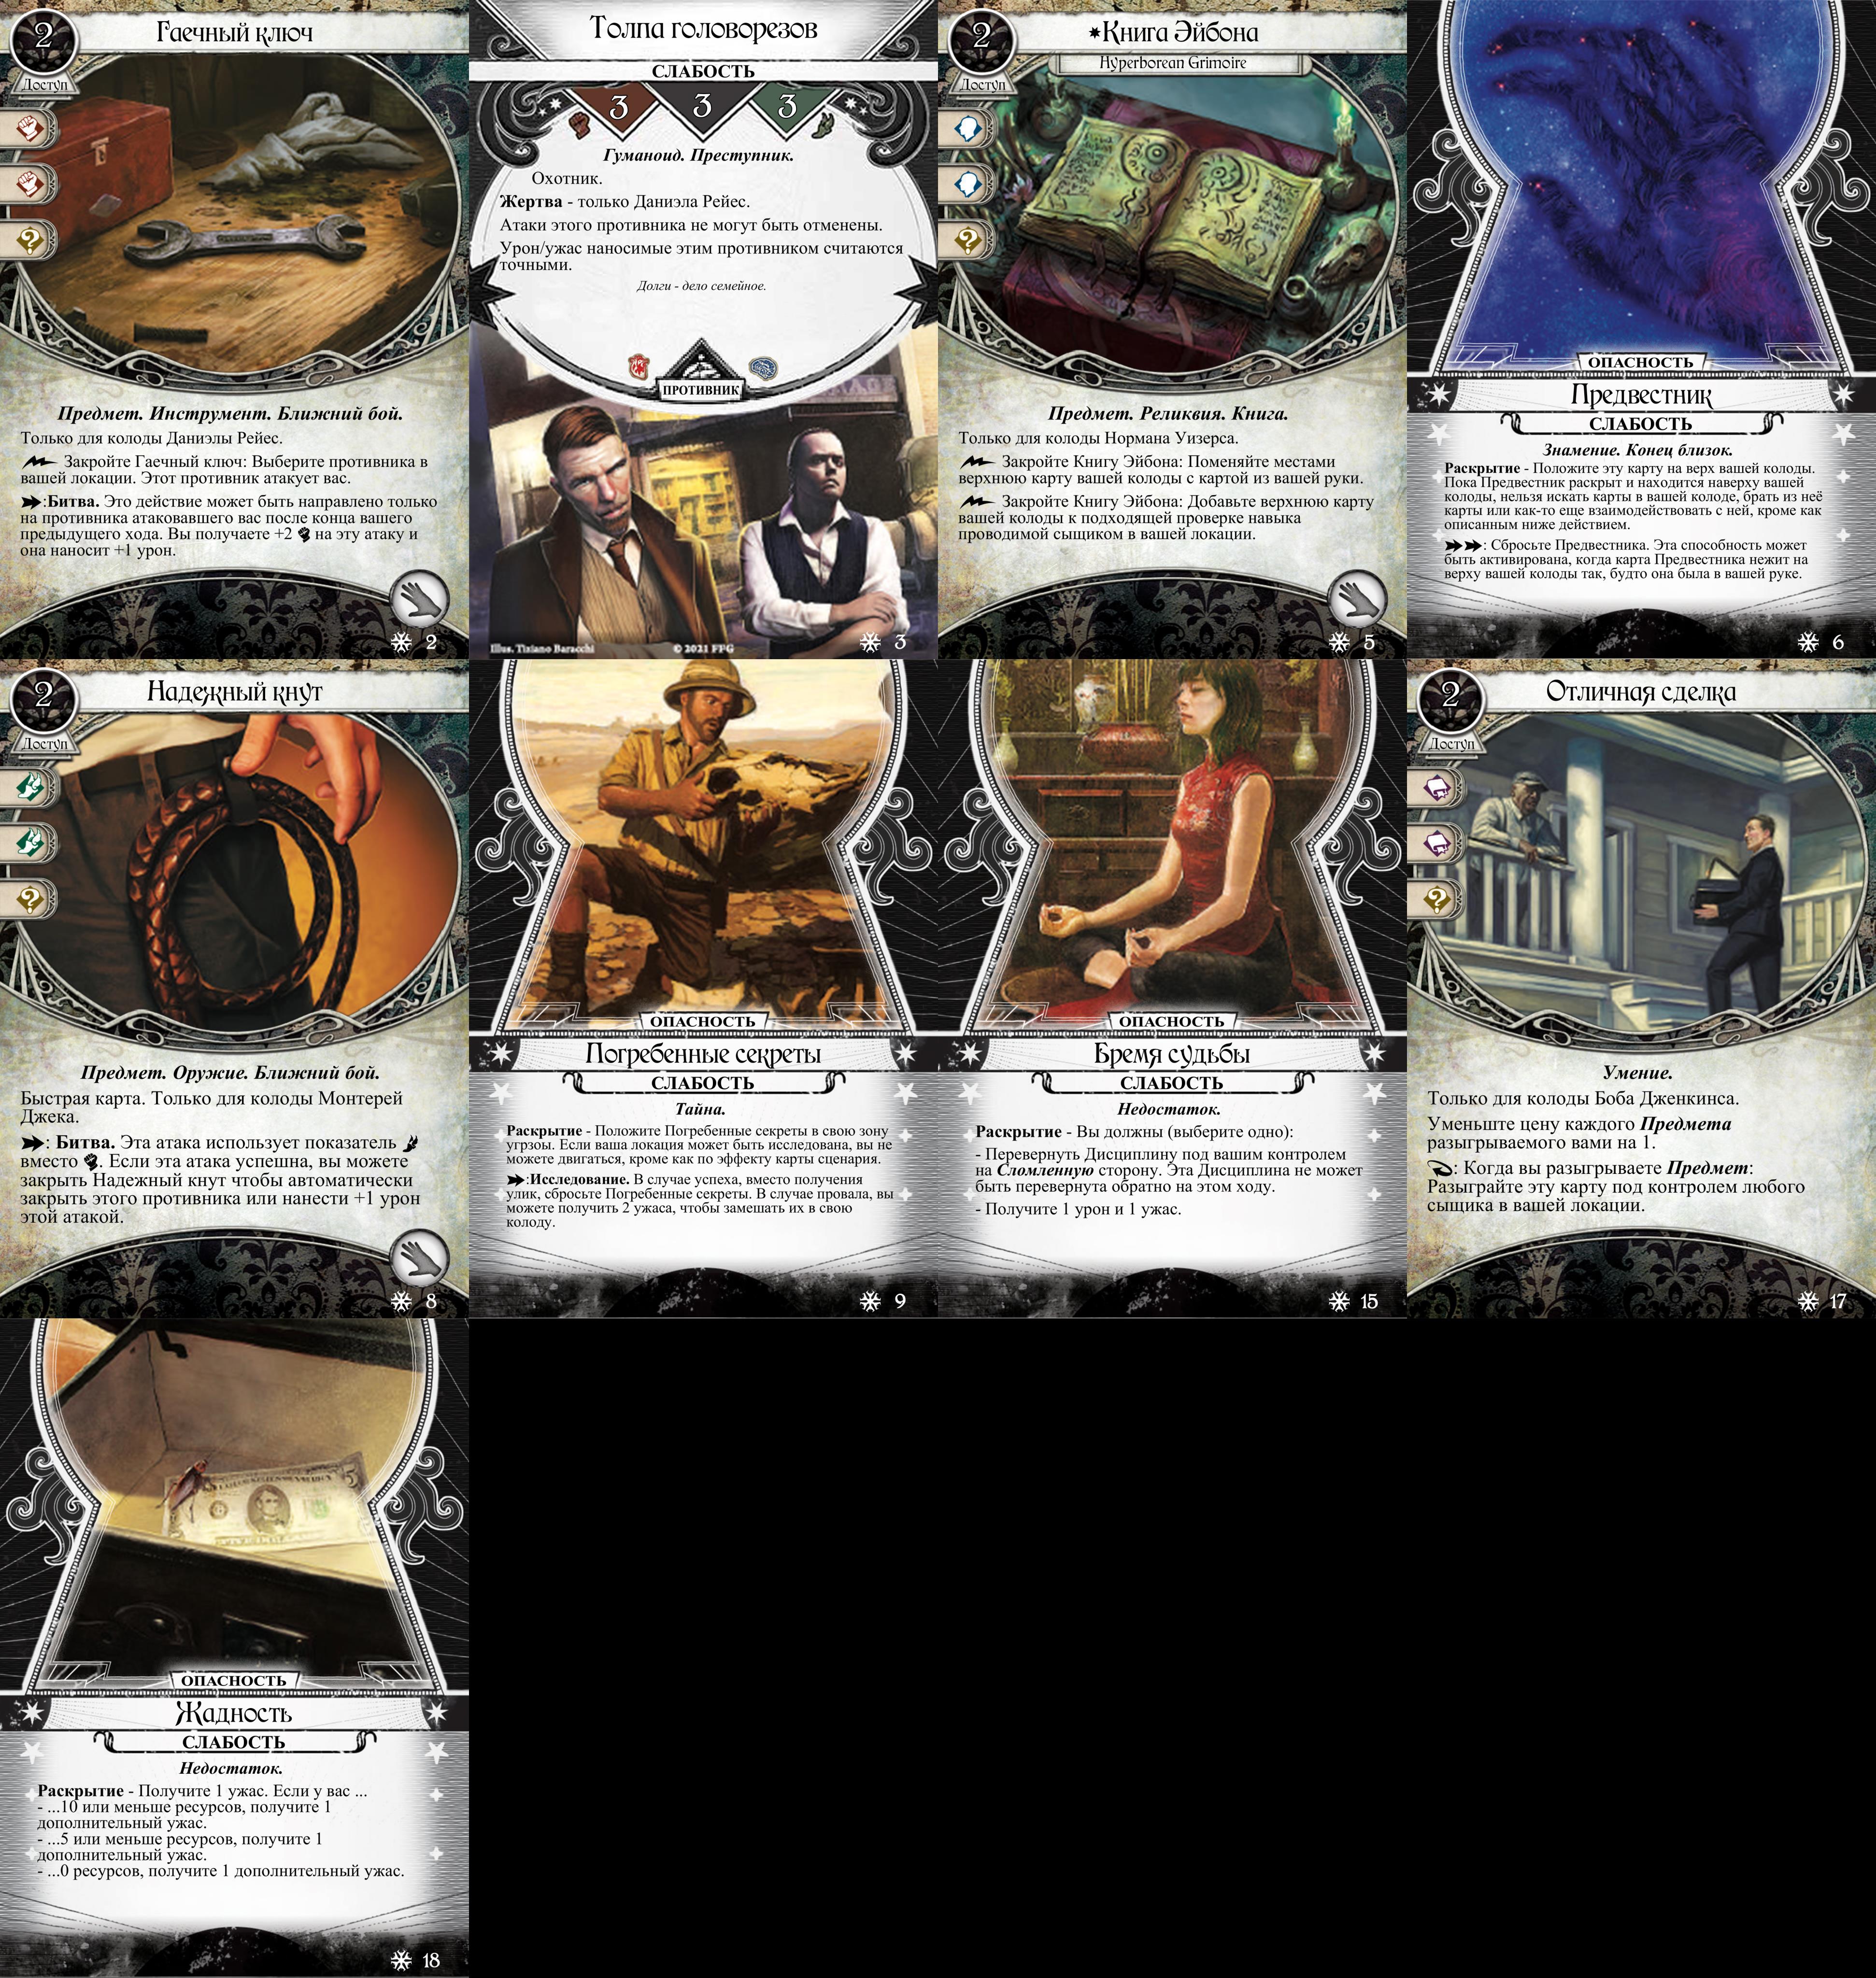 2
Гаечный ключ
Доступ
Предмет. Инструмент. Ближний бой.
Только для колоды Даниэлы Рейес.
Закройте Гаечный ключ: Выберите противника в
вашей локации. Этот противник атакует вас.
:Битва. Это действие может быть направлено только
на противника атаковавшего вас после конца вашего
предыдущего хода. Вы получаете +2 на эту атаку и
она наносит +1 урон.
2
Толпа головорезов
СЛАБОСТЬ
3 3 3
Гуманоид. Преступник.
Охотник.
Жертва - только Даниэла Рейес.
Атаки этого противника не могут быть отменены.
Урон/ужас наносимые этим противником считаются
точными.
Долги - дело семейное.
ПРОТИВНИК
Illus. Tiziano Baracchi © 2021 FFG
3
2
*Книга Эйбона
Hyperborean Grimoire
Доступ
Предмет. Реликвия. Книга.
Только для колоды Нормана Уизерса.
Закройте Книгу Эйбона: Поменяйте местами
верхнюю карту вашей колоды с картой из вашей руки.
Закройте Книгу Эйбона: Добавьте верхнюю карту
вашей колоды к подходящей проверке навыка
проводимой сыщиком в вашей локации.
5
ОПАСНОСТЬ
Предвестник
СЛАБОСТЬ
Знамение. Конец близок.
Раскрытие - Положите эту карту на верх вашей колоды.
Пока Предвестник раскрыт и находится наверху вашей
колоды, нельзя искать карты в вашей колоде, брать из неё
карты или как-то еще взаимодействовать с ней, кроме как
описанным ниже действием.
: Сбросьте Предвестника. Эта способность может
быть активирована, когда карта Предвестника нежит на
верху вашей колоды так, будто она была в вашей руке.
6
2
Надежный кнут
Доступ
Предмет. Оружие. Ближний бой.
Быстрая карта. Только для колоды Монтерей
Джека.
: Битва. Эта атака использует показатель
вместо . Если эта атака успешна, вы можете
закрыть Надежный кнут чтобы автоматически
закрыть этого противника или нанести +1 урон
этой атакой.
8
ОПАСНОСТЬ
Погребенные секреты
СЛАБОСТЬ
Тайна.
Раскрытие - Положите Погребенные секреты в свою зону
угрзоы. Если ваша локация может быть исследована, вы не
можете двигаться, кроме как по эффекту карты сценария.
:Исследование. В случае успеха, вместо получения
улик, сбросьте Погребенные секреты. В случае провала, вы
можете получить 2 ужаса, чтобы замешать их в свою
колоду.
9
ОПАСНОСТЬ
Бремя судьбы
СЛАБОСТЬ
Недостаток.
Раскрытие - Вы должны (выберите одно):
- Перевернуть Дисциплину под вашим контролем
на Сломленную сторону. Эта Дисциплина не может
быть перевернута обратно на этом ходу.
- Получите 1 урон и 1 ужас.
15
2
Отличная сделка
Доступ
Умение.
Только для колоды Боба Дженкинса.
Уменьште цену каждого Предмета
разыгрываемого вами на 1.
: Когда вы разыгрываете Предмет:
Разыграйте эту карту под контролем любого
сыщика в вашей локации.
17
5
ОПАСНОСТЬ
Жадность
СЛАБОСТЬ
Недостаток.
Раскрытие - Получите 1 ужас. Если у вас ...
- ...10 или меньше ресурсов, получите 1
дополнительный ужас.
- ...5 или меньше ресурсов, получите 1
дополнительный ужас.
- ...0 ресурсов, получите 1 дополнительный ужас.
18